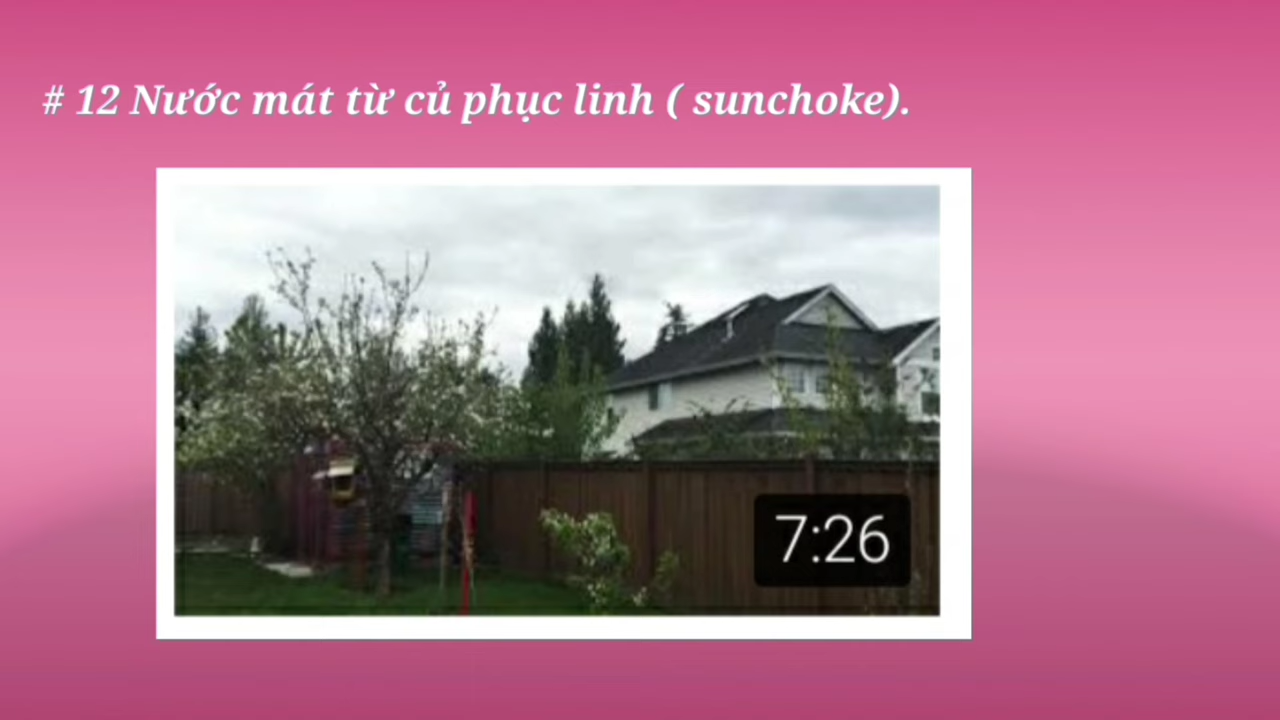 # 12 Nước mát từ củ phục linh ( sunchoke).
7:26